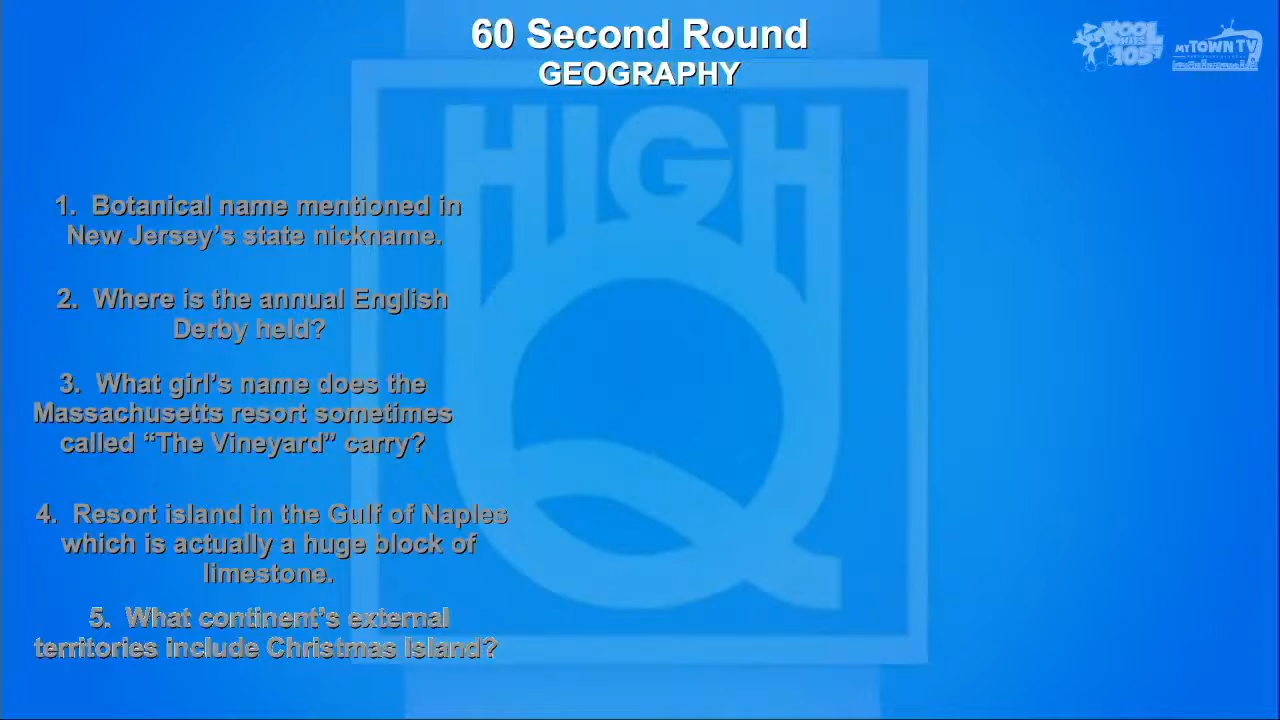 60 Second Round
GEOGRAPHY
KOOL
105.9
MY TOWN TV
HIGH
Q
1. Botanical name mentioned in
New Jersey’s state nickname.
2. Where is the annual English
Derby held?
3. What girl’s name does the
Massachusetts resort sometimes
called “The Vineyard” carry?
4. Resort island in the Gulf of Naples
which is actually a huge block of
limestone.
5. What continent’s external
territories include Christmas Island?